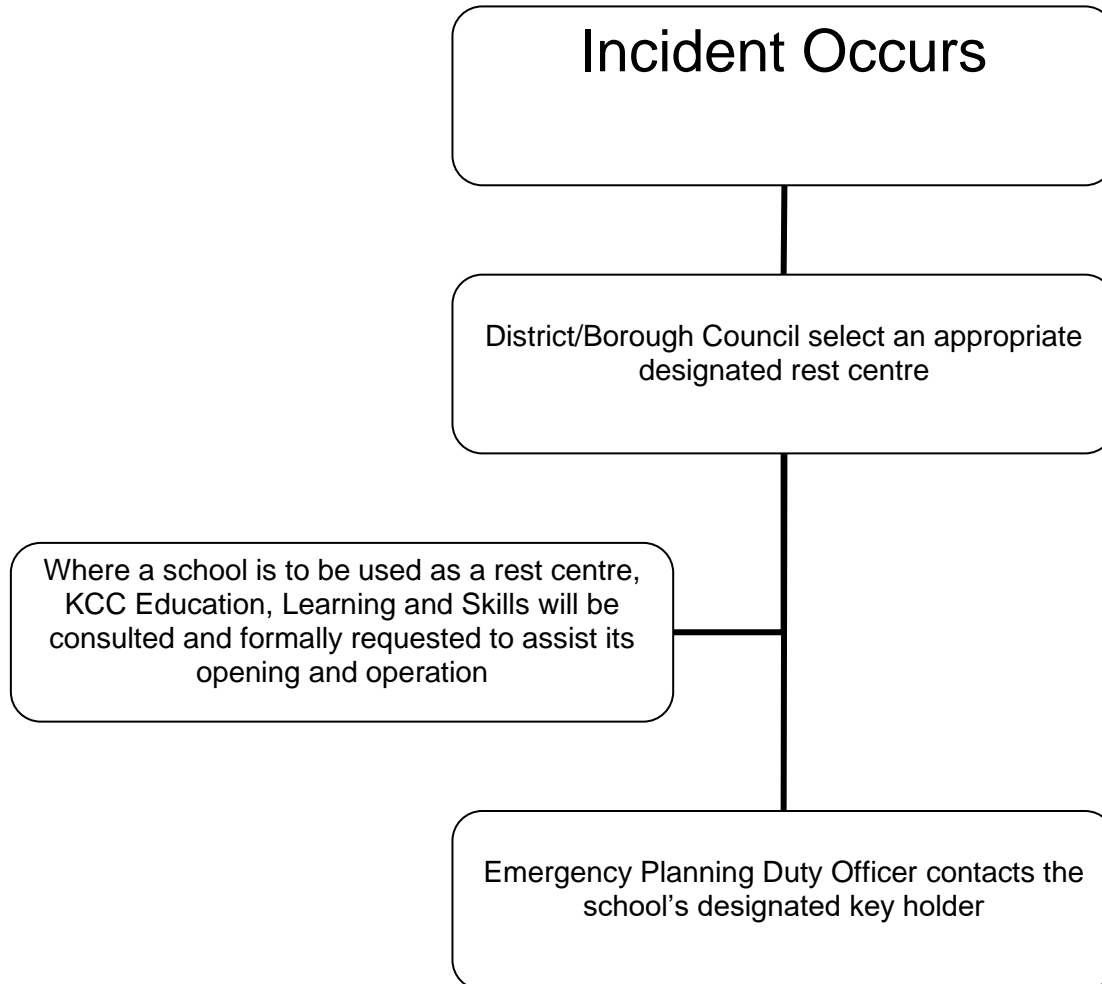 Incident Occurs
District/Borough Council select an appropriate
designated rest centre
Where a school is to be used as a rest centre,
KCC Education, Learning and Skills will be
consulted and formally requested to assist its
opening and operation
Emergency Planning Duty Officer contacts the
school’s designated key holder